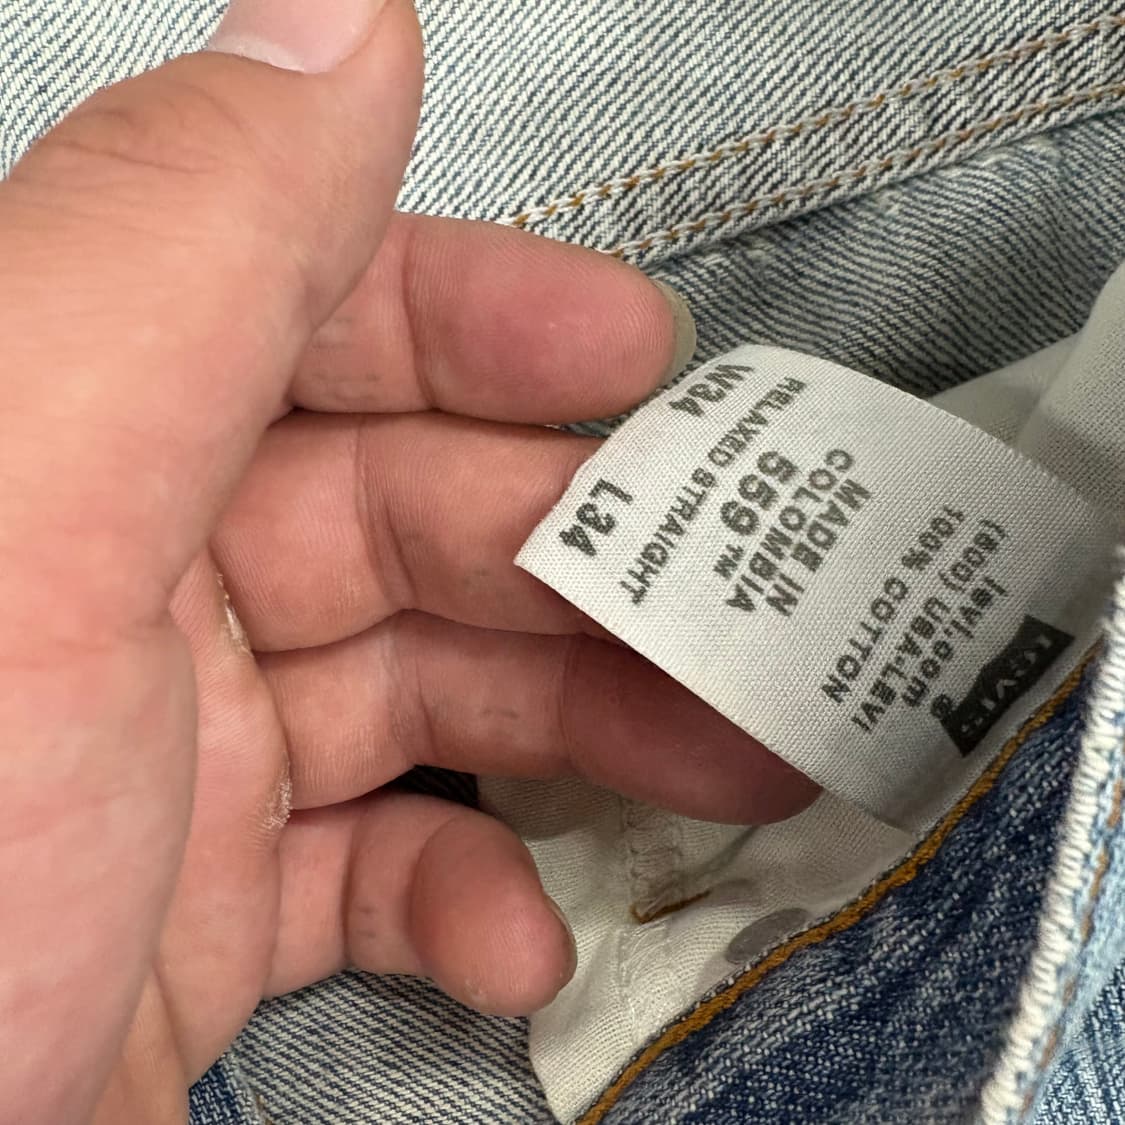 LEVI'S ®
levi.com
(800) USA-LEVI
100% COTTON
MADE IN
COLOMBIA
559™
RELAXED STRAIGHT
W34 L34